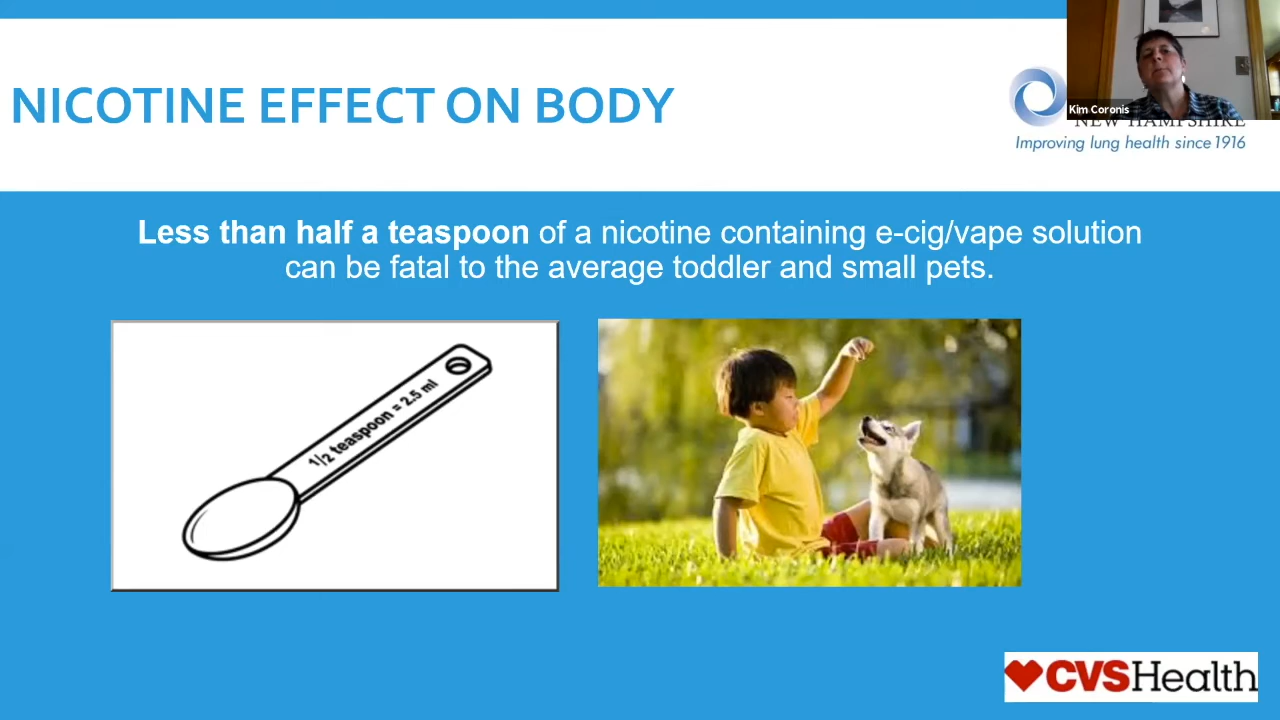 NICOTINE EFFECT ON BODY
Kim Coronis
NEW HAMPSHIRE
Improving lung health since 1916
Less than half a teaspoon of a nicotine containing e-cig/vape solution
can be fatal to the average toddler and small pets.
1/2 teaspoon = 2.5 ml
CVSHealth